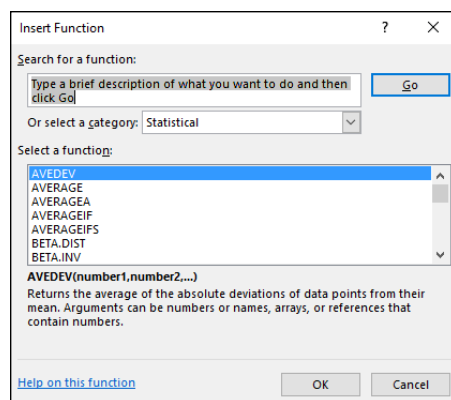 Insert Function
?
Search for a function:
Type a brief description of what you want to do and then
click Go
Go
Or select a category: Statistical
Select a function:
AVEDEV
AVERAGE
AVERAGEA
AVERAGEIF
AVERAGEIFS
BETA.DIST
BETA.INV
AVEDEV(number1,number2,...)
Returns the average of the absolute deviations of data points from their
mean. Arguments can be numbers or names, arrays, or references that
contain numbers.
Help on this function
OK
Cancel